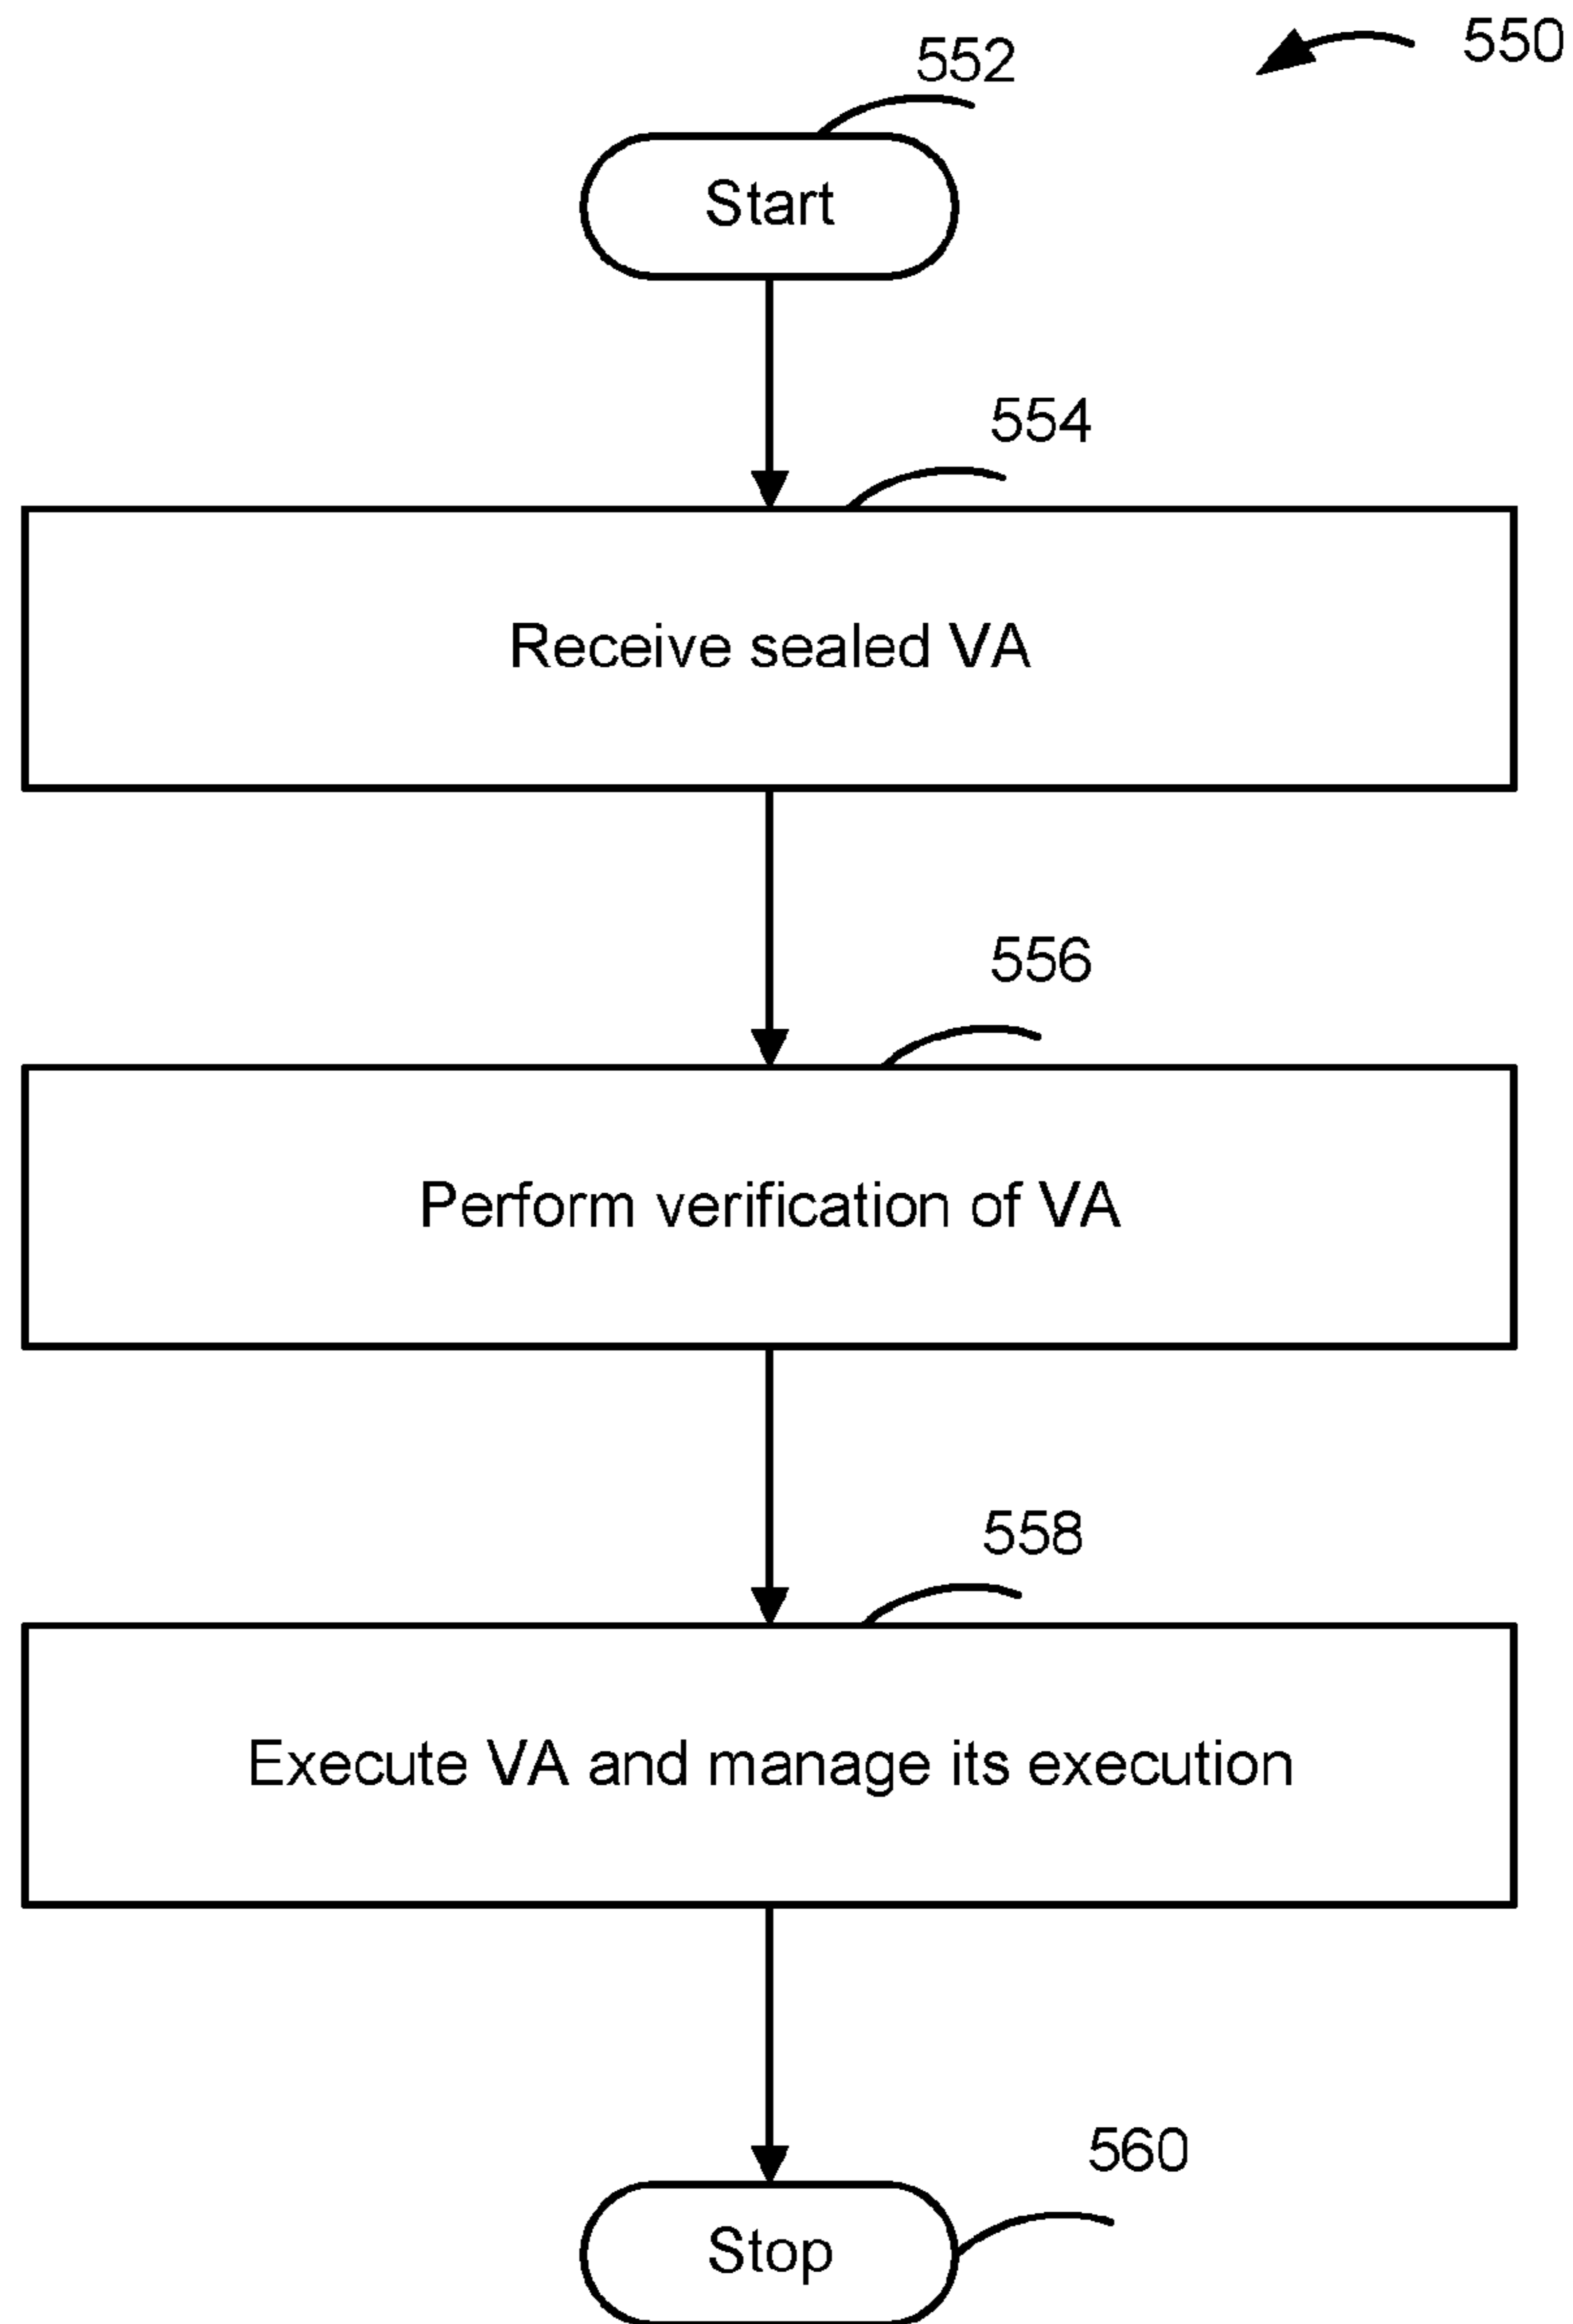 550
552
Start
554
Receive sealed VA
556
Perform verification of VA
558
Execute VA and manage its execution
560
Stop